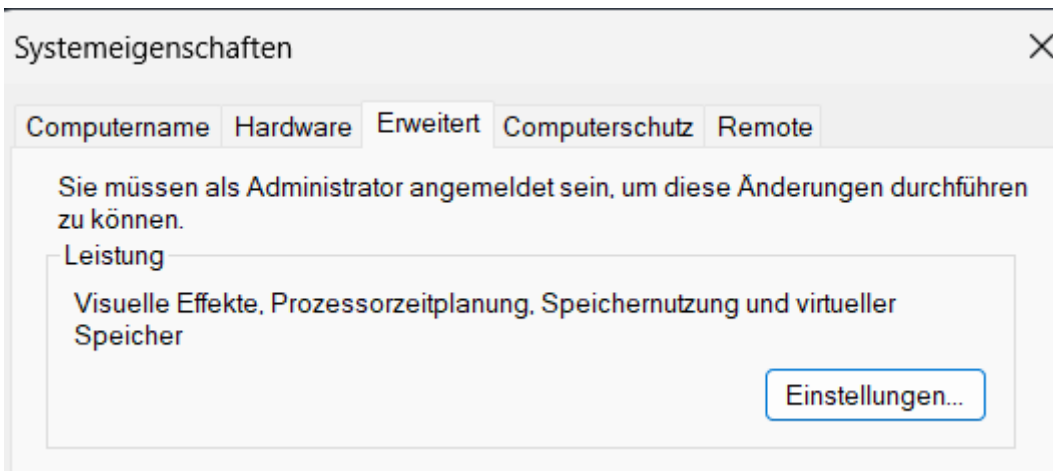 Systemeigenschaften
Computername Hardware Erweitert Computerschutz Remote
Sie müssen als Administrator angemeldet sein, um diese Änderungen durchführen
zu können.
Leistung
Visuelle Effekte, Prozessorzeitplanung, Speichernutzung und virtueller
Speicher
Einstellungen...